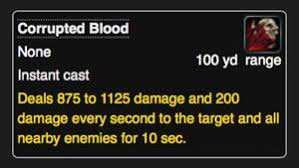 Corrupted Blood
None
100 yd range
Instant cast
Deals 875 to 1125 damage and 200
damage every second to the target and all
nearby enemies for 10 sec.